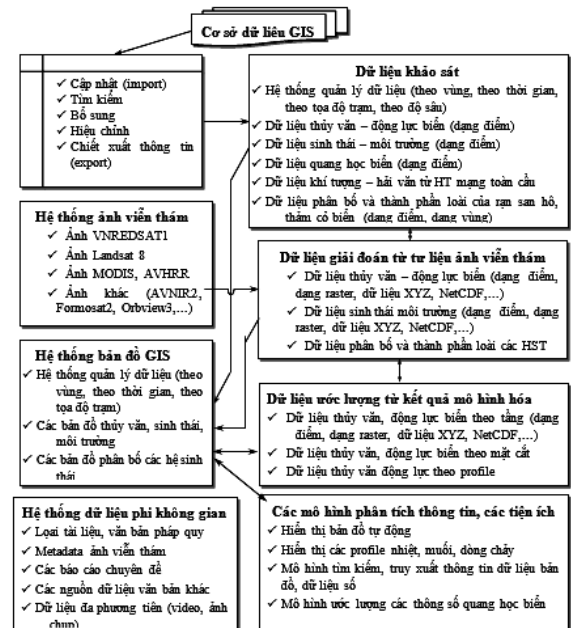 Cơ sở dữ liêu GIS
✓ Cập nhật (import)
✓ Tìm kiếm
✓ Bổ sung
✓ Hiệu chỉnh
✓ Chiết xuất thông tin
(export)
Dữ liệu khảo sát
✓ Hệ thống quản lý dữ liệu (theo vùng, theo thời gian,
theo tọa độ trạm, theo độ sâu)
✓ Dữ liệu thủy văn – động lực biển (dạng điểm)
✓ Dữ liệu sinh thái – môi trường (dạng điểm)
✓ Dữ liệu quang học biển (dạng điểm)
✓ Dữ liệu khí tượng – hải văn từ HT mạng toàn cầu
✓ Dữ liệu phân bố và thành phần loài của rạn san hô,
thảm cỏ biển (dạng điểm, dạng vùng)
Hệ thống ảnh viễn thám
✓ Ảnh VNREDSAT1
✓ Ảnh Landsat 8
✓ Ảnh MODIS, AVHRR
✓ Ảnh khác (AVNIR2,
Formosat2, Orbview3,...)
Dữ liệu giải đoán từ tư liệu ảnh viễn thám
✓ Dữ liệu thủy văn – động lực biển (dạng điểm,
dạng raster, dữ liệu XYZ, NetCDF,...)
✓ Dữ liệu sinh thái môi trường (dạng điểm, dạng
raster, dữ liệu XYZ, NetCDF,...)
✓ Dữ liệu phân bố và thành phần loài các HST
Hệ thống bản đồ GIS
✓ Hệ thống quản lý dữ liệu (theo
vùng, theo thời gian, theo
tọa độ trạm)
✓ Các bản đồ thủy văn, sinh thái,
môi trường
✓ Các bản đồ phân bố các hệ sinh
thái
Dữ liệu ước lượng từ kết quả mô hình hóa
✓ Dữ liệu thủy văn, động lực biển theo tầng (dạng
điểm, dạng raster, dữ liệu XYZ, NetCDF,...)
✓ Dữ liệu thủy văn, động lực biển theo mặt cắt
✓ Dữ liệu thủy văn động lực theo profile
Hệ thống dữ liệu phi không gian
✓ Loại tài liệu, văn bản pháp quy
✓ Metadata ảnh viễn thám
✓ Các báo cáo chuyên đề
✓ Các nguồn dữ liệu văn bản khác
✓ Dữ liệu đa phương tiên (video, ảnh
chụp)
Các mô hình phân tích thông tin, các tiện ích
✓ Hiển thị bản đồ tự động
✓ Hiển thị các profile nhiệt, muối, dòng chảy
✓ Mô hình tìm kiếm, truy xuất thông tin dữ liệu bản
đồ, dữ liệu số
✓ Mô hình ước lượng các thông số quang học biển